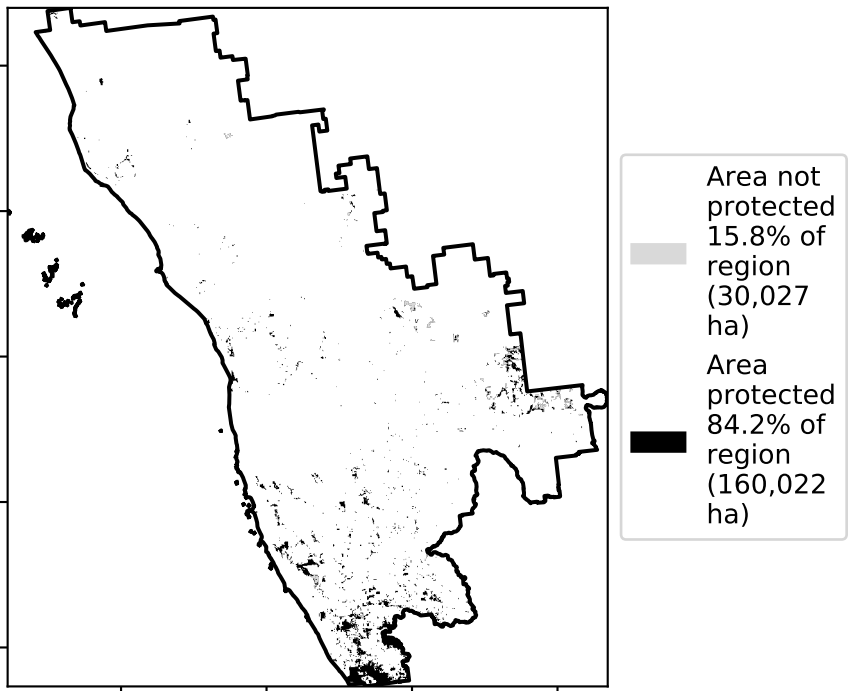 Area not
protected
15.8% of
region
(30,027
ha)
Area
protected
84.2% of
region
(160,022
ha)